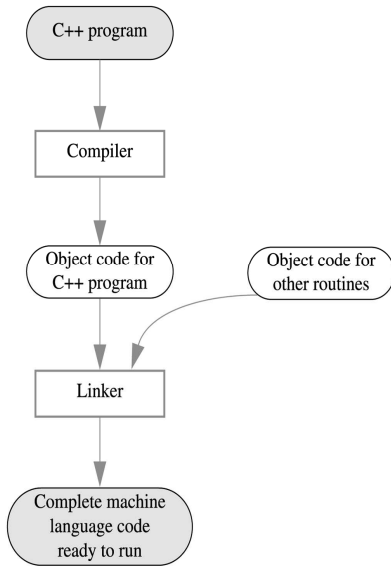 C++ program
Compiler
Object code for
C++ program
Object code for
other routines
Linker
Complete machine
language code
ready to run